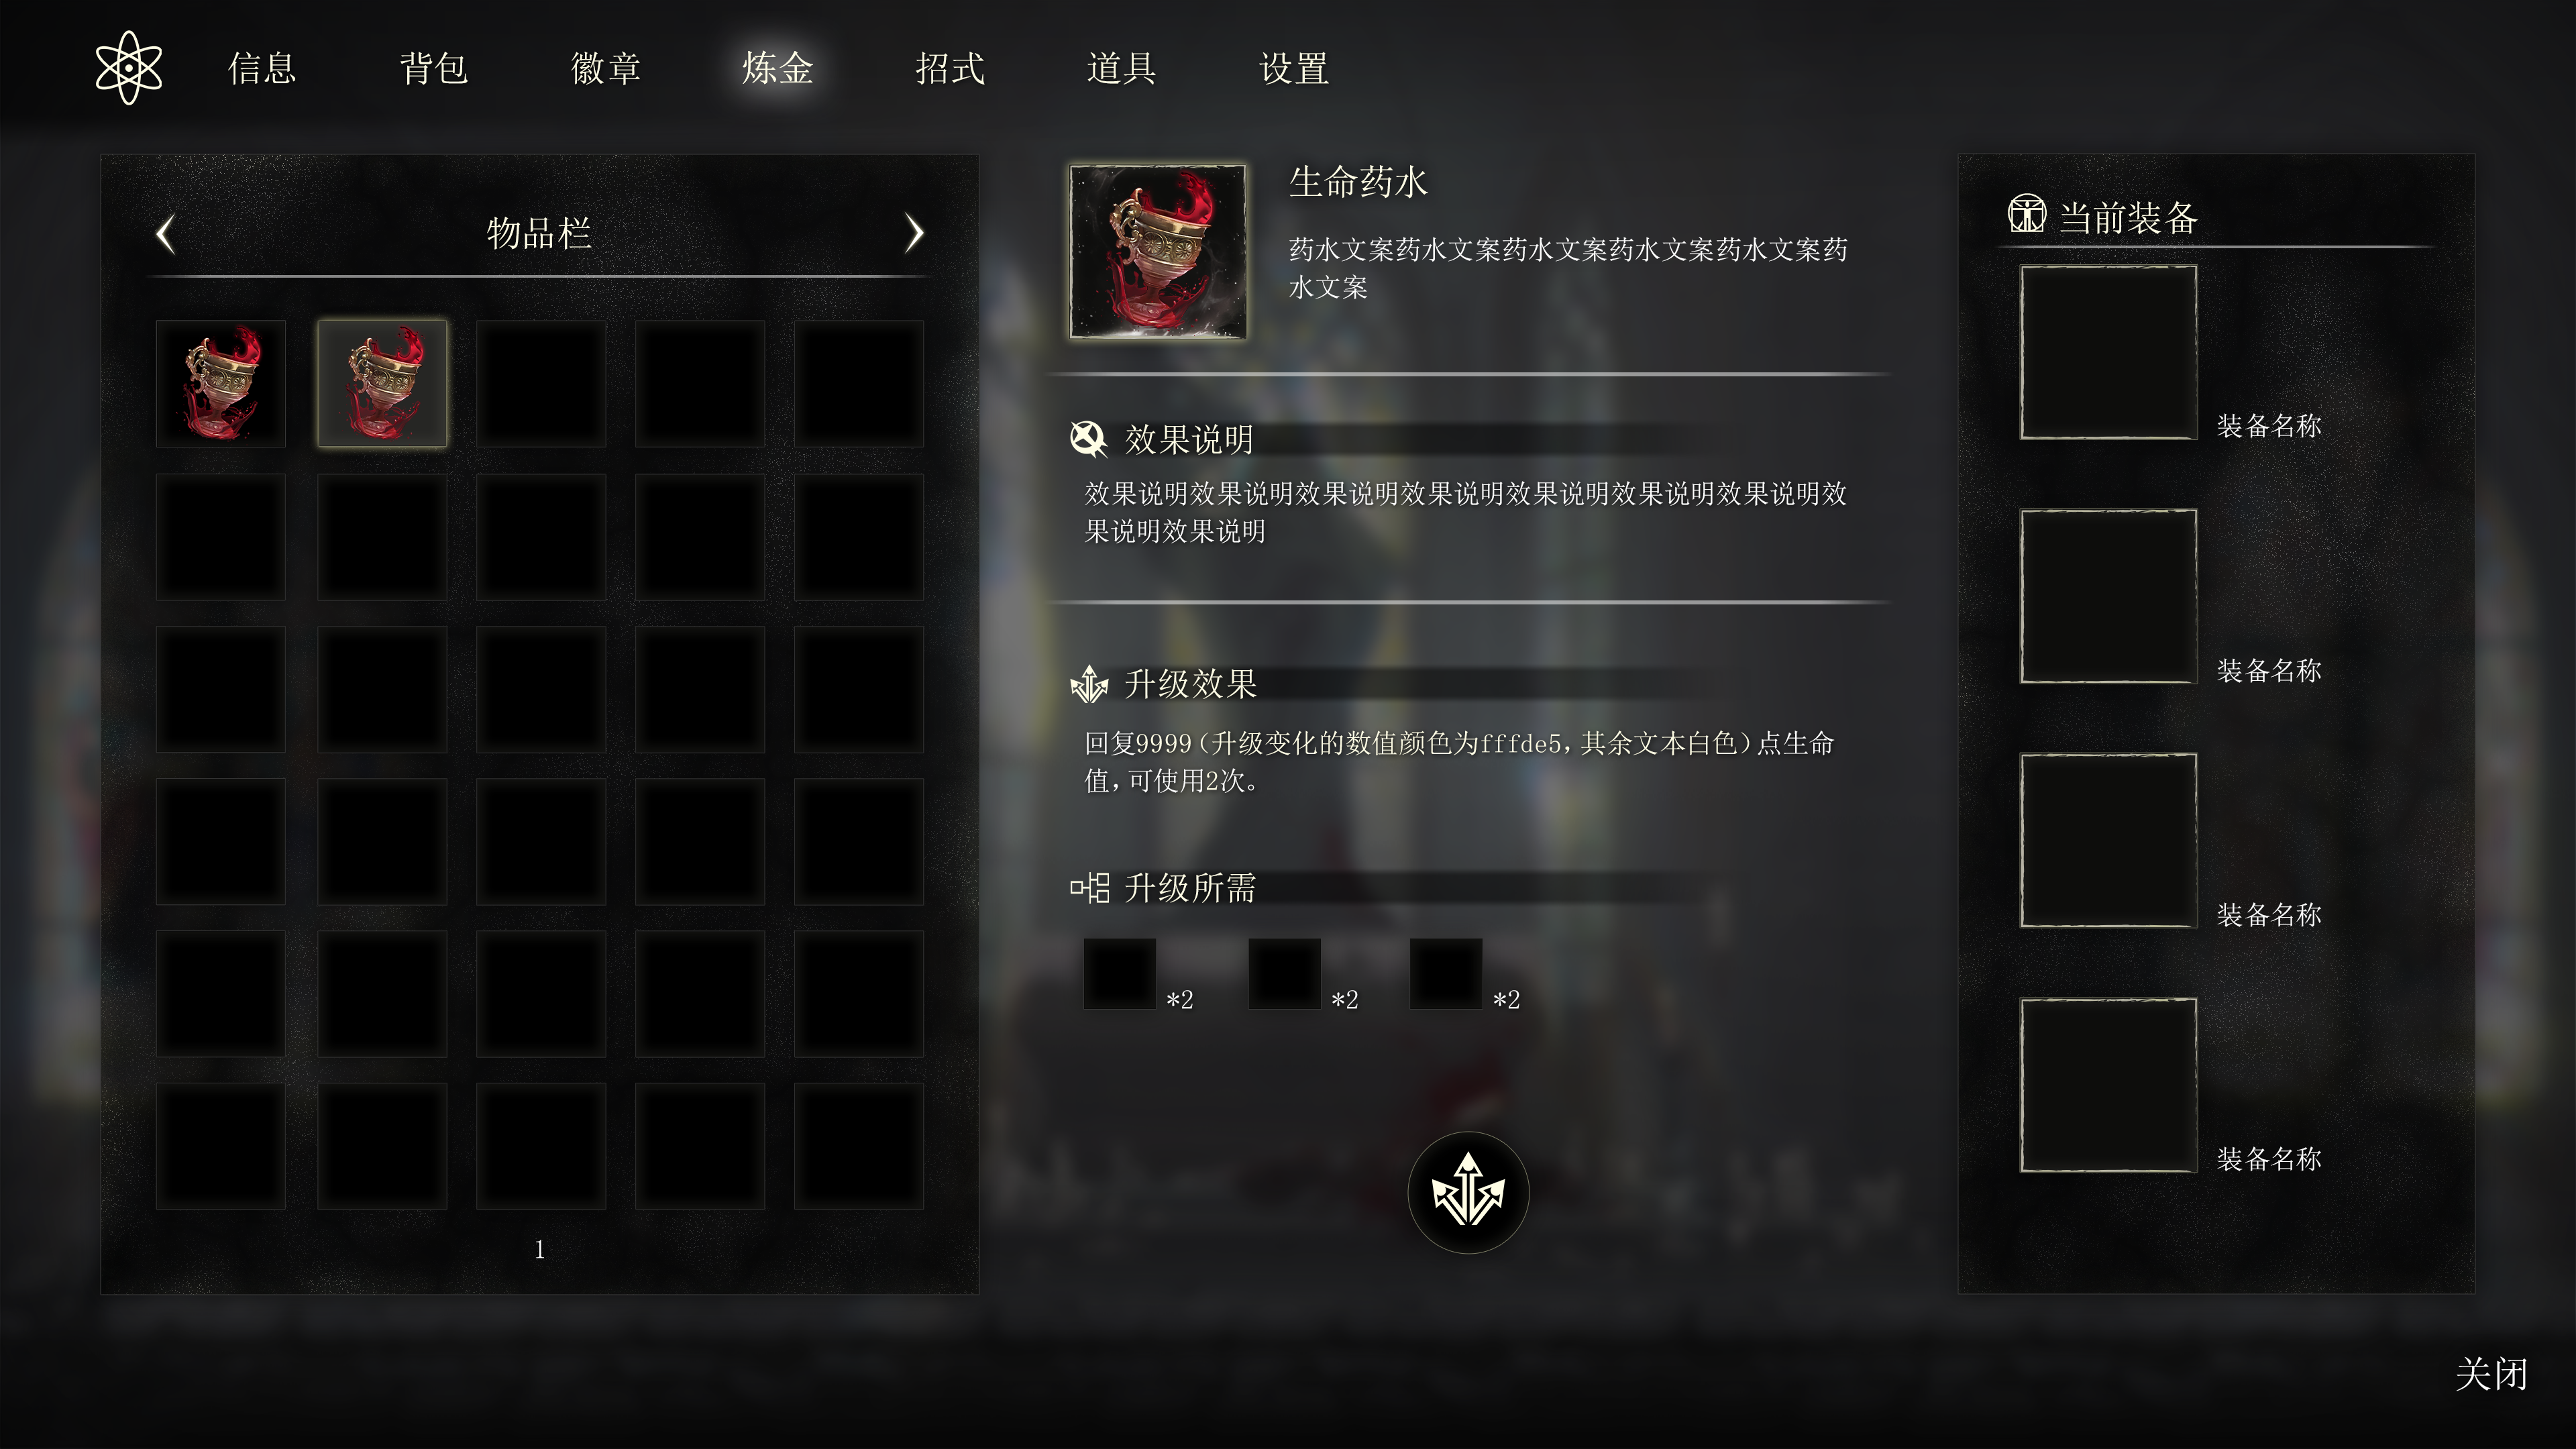 信息 背包 徽章 炼金 招式 道具 设置
物品栏
1
生命药水
药水文案药水文案药水文案药水文案药水文案药
水文案
效果说明
效果说明效果说明效果说明效果说明效果说明效果说明效果说明效
果说明效果说明
升级效果
回复9999（升级变化的数值颜色为fffde5，其余文本白色）点生命
值，可使用2次。
升级所需
*2 *2 *2
当前装备
装备名称
装备名称
装备名称
装备名称
关闭